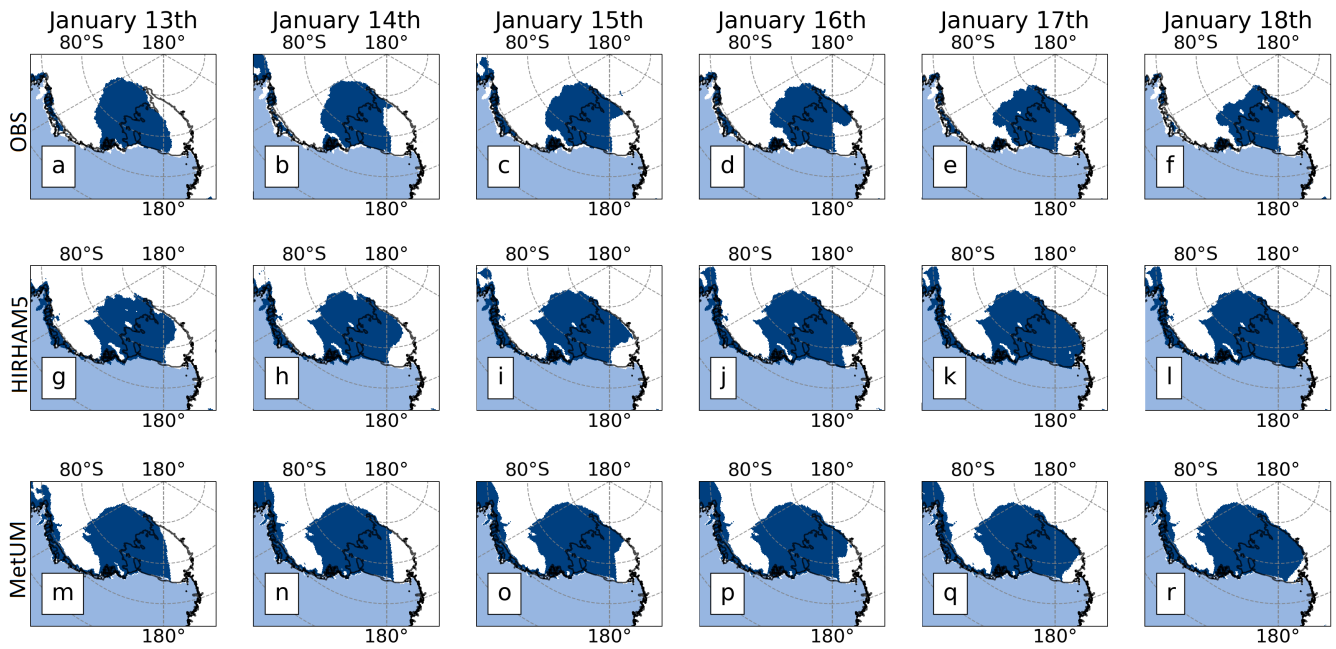 January 13th January 14th January 15th January 16th January 17th January 18th
80°S 180° 80°S 180° 80°S 180° 80°S 180° 80°S 180° 80°S 180°
OBS
a b c d e f
180° 180° 180° 180° 180° 180°
80°S 180° 80°S 180° 80°S 180° 80°S 180° 80°S 180° 80°S 180°
HIRHAM5
g h i j k l
180° 180° 180° 180° 180° 180°
80°S 180° 80°S 180° 80°S 180° 80°S 180° 80°S 180° 80°S 180°
MetUM
m n o p q r
180° 180° 180° 180° 180° 180°